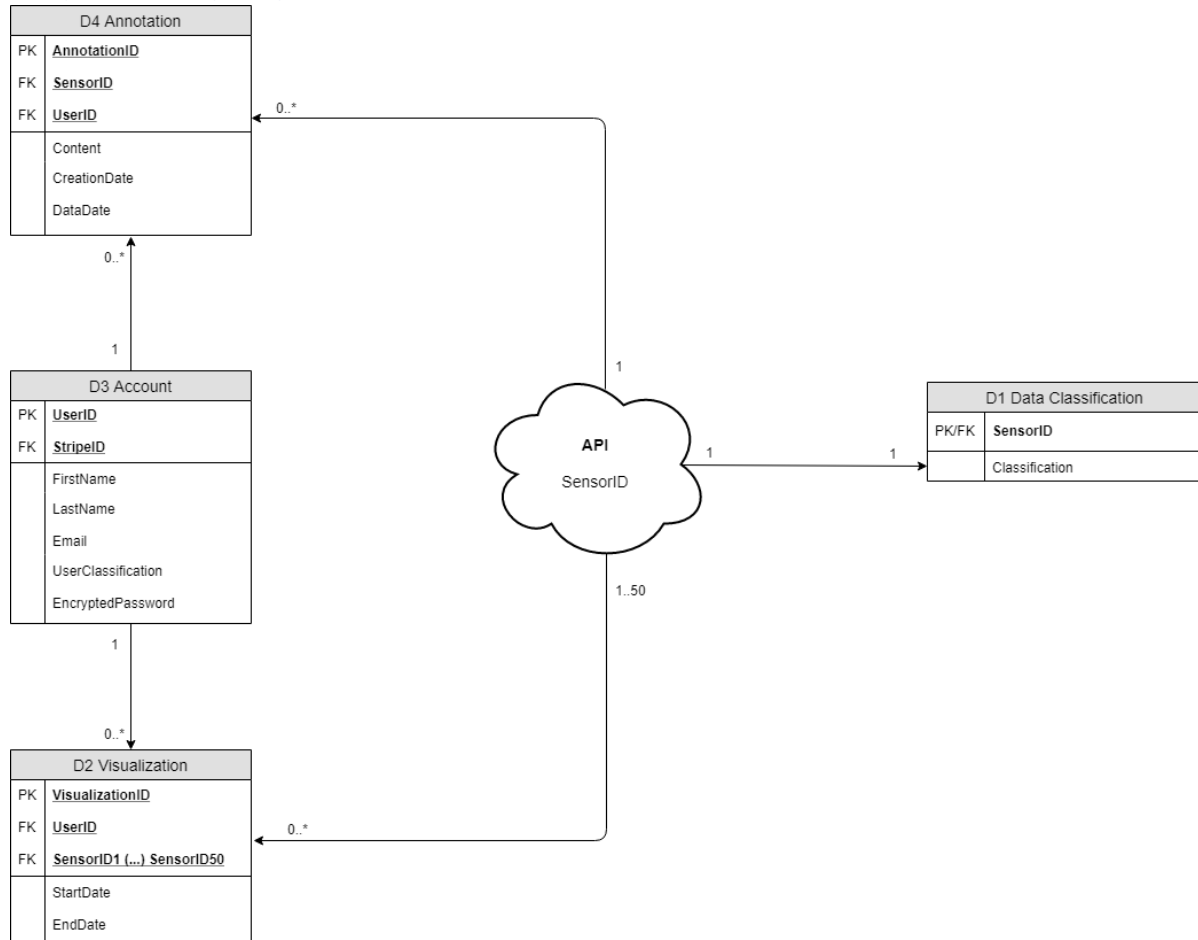 D4 Annotation
PK AnnotationID
FK SensorID
FK UserID
Content
CreationDate
DataDate
0..*
0..*
1
1
D3 Account
PK UserID
FK StripeID
FirstName
LastName
Email
UserClassification
EncryptedPassword
API
SensorID
1
1
D1 Data Classification
PK/FK SensorID
Classification
1..50
1
0..*
0..*
D2 Visualization
PK VisualizationID
FK UserID
FK SensorID1 (...) SensorID50
StartDate
EndDate